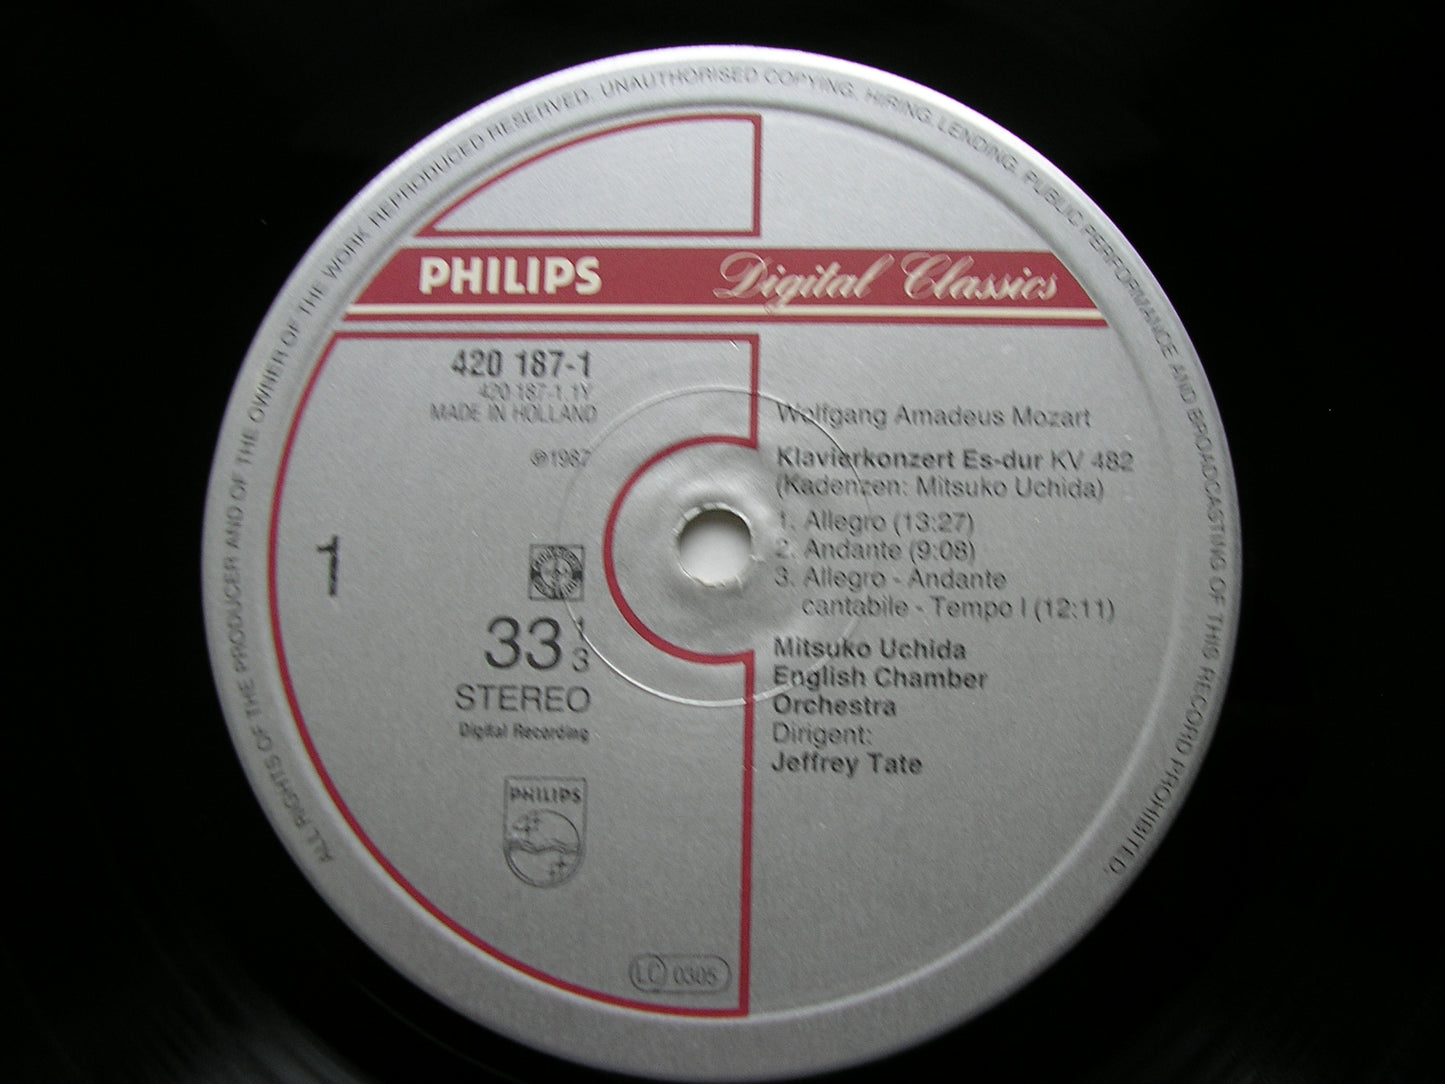 ALL RIGHTS OF THE PRODUCER AND OF THE OWNER OF THE WORK REPRODUCED RESERVED. UNAUTHORISED COPYING, HIRING, LENDING, PUBLIC PERFORMANCE AND BROADCASTING OF THIS RECORD PROHIBITED.
PHILIPS Digital Classics
420 187-1
420 187-1.1Y
MADE IN HOLLAND
℗1987
1
33 1/3
STEREO
Digital Recording
PHILIPS
LC 0305
Wolfgang Amadeus Mozart
Klavierkonzert Es-dur KV 482
(Kadenzen: Mitsuko Uchida)
1. Allegro (13:27)
2. Andante (9:08)
3. Allegro - Andante
cantabile - Tempo I (12:11)
Mitsuko Uchida
English Chamber
Orchestra
Dirigent:
Jeffrey Tate